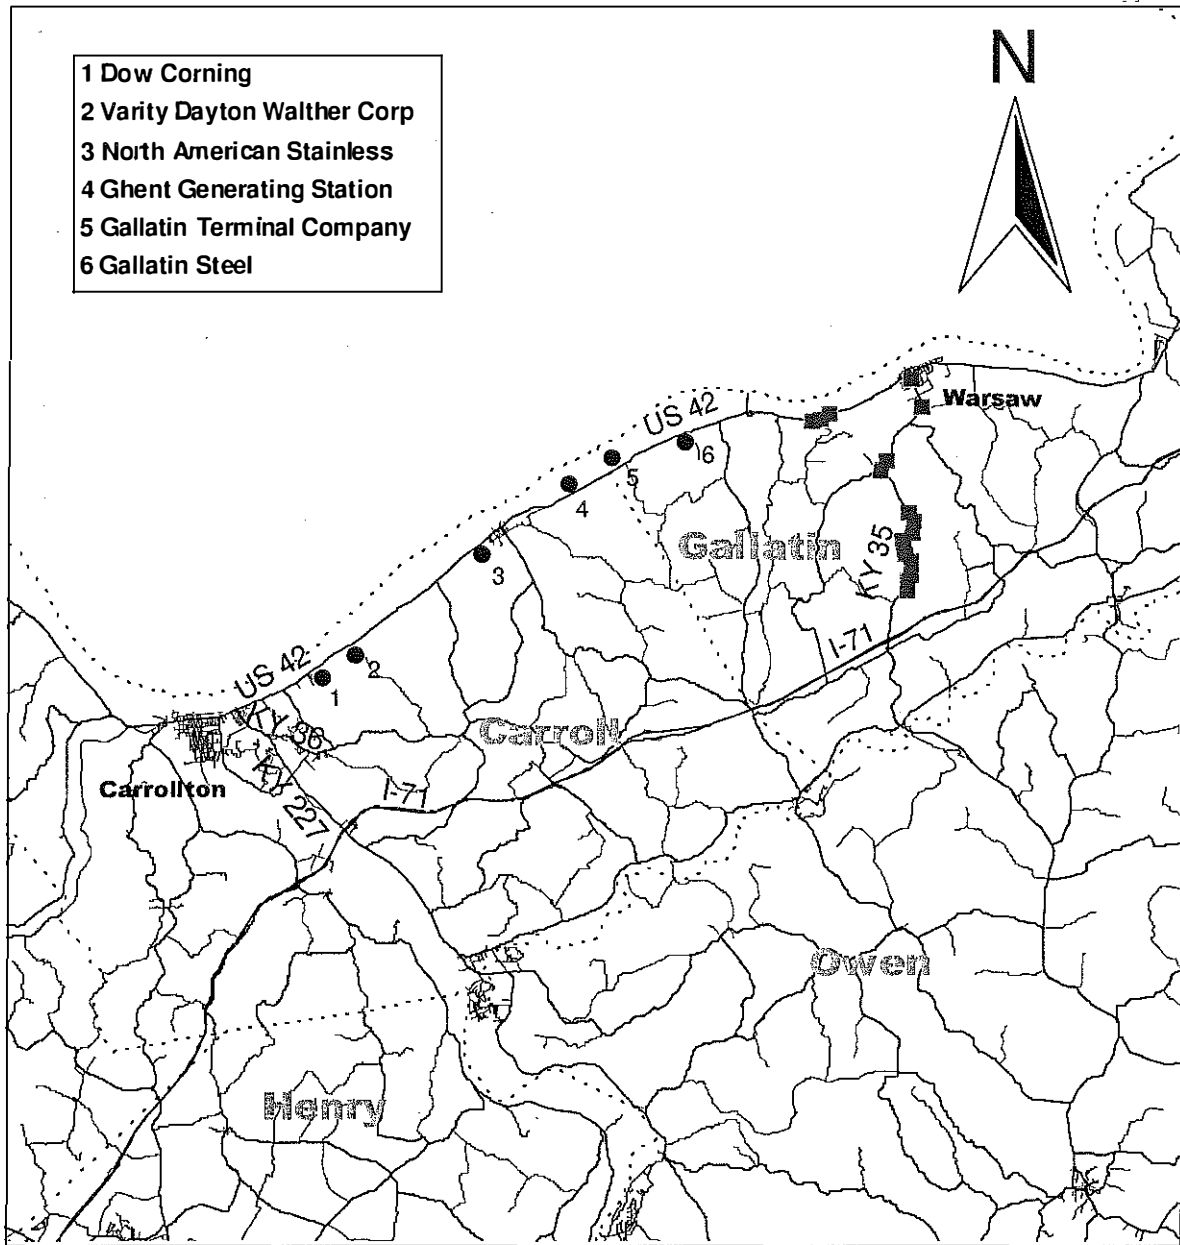 1 Dow Corning
2 Varity Dayton Walther Corp
3 North American Stainless
4 Ghent Generating Station
5 Gallatin Terminal Company
6 Gallatin Steel
N
Warsaw
US 42
6
5
4
Gallatin
KY 35
3
I-71
2
US 42
1
Carroll
KY 36
Carrollton
KY 227
I-71
Owen
Henry